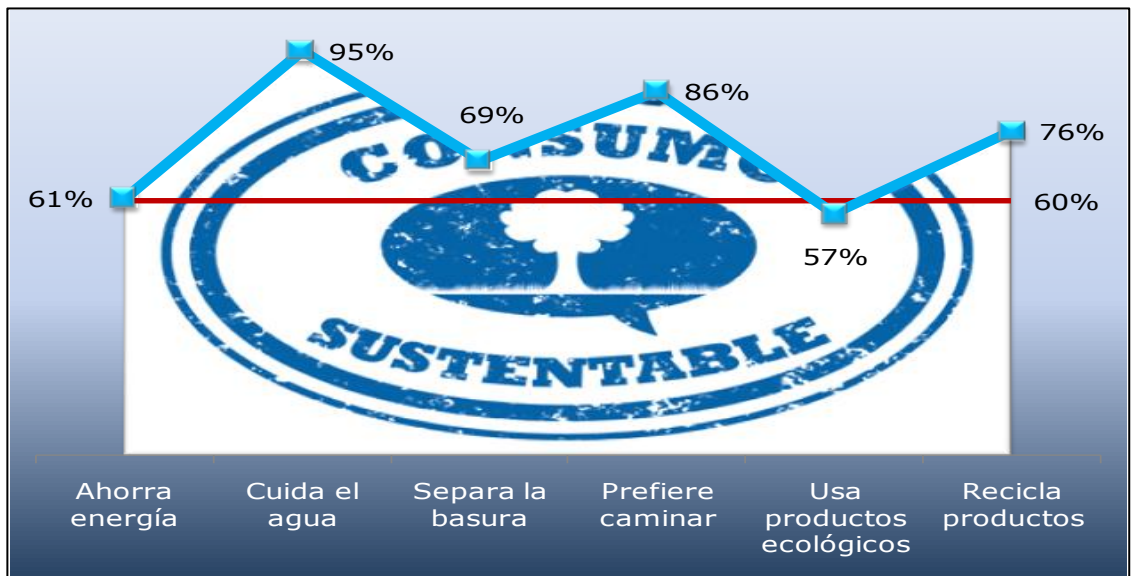 95%
86%
69%
76%
61%
60%
57%
CONSUMO
SUSTENTABLE
Ahorra
energía
Cuida el
agua
Separa la
basura
Prefiere
caminar
Usa
productos
ecológicos
Recicla
productos